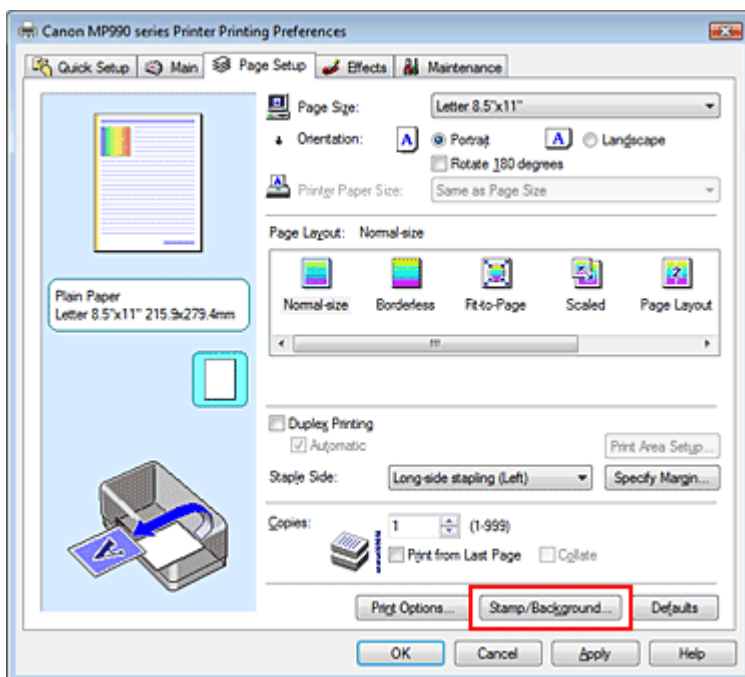 Canon MP990 series Printer Printing Preferences
Quick Setup Main Page Setup Effects Maintenance
Page Size: Letter 8.5"x11"
Orientation: A Portrait A Landscape
Rotate 180 degrees
Printer Paper Size: Same as Page Size
Page Layout: Normal-size
Normal-size Borderless Fit-to-Page Scaled Page Layout
Plain Paper
Letter 8.5"x11" 215.9x279.4mm
Duplex Printing
Automatic Print Area Setup...
Staple Side: Long-side stapling (Left) Specify Margin...
Copies: 1 (1-999)
Print from Last Page Collate
Print Options... Stamp/Background... Defaults
OK Cancel Apply Help